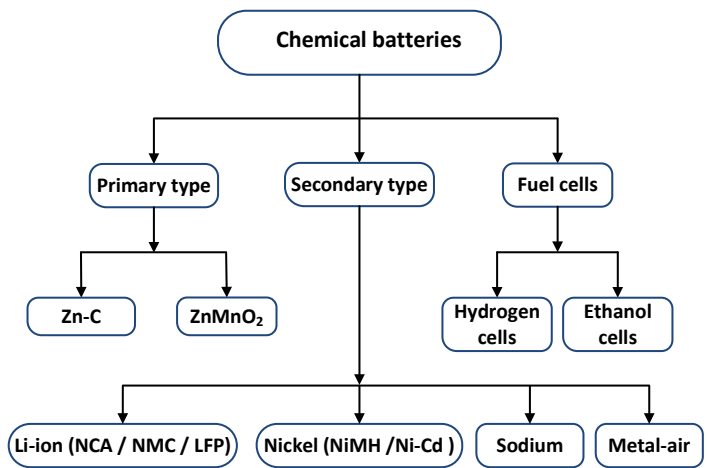 Chemical batteries
Primary type
Secondary type
Fuel cells
Zn-C
ZnMnO₂
Hydrogen
cells
Ethanol
cells
Li-ion (NCA / NMC / LFP)
Nickel (NiMH /Ni-Cd )
Sodium
Metal-air